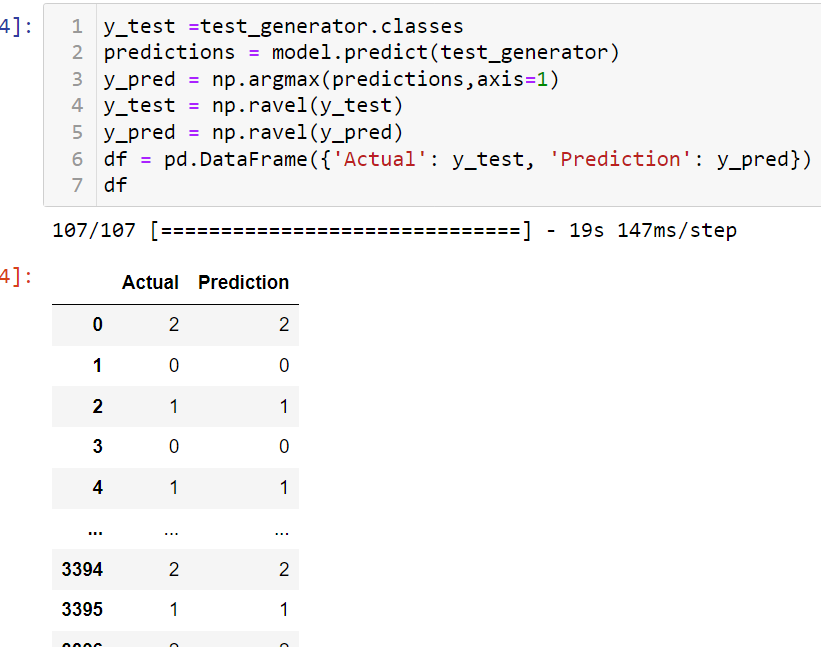 4]:
1 y_test =test_generator.classes
2 predictions = model.predict(test_generator)
3 y_pred = np.argmax(predictions,axis=1)
4 y_test = np.ravel(y_test)
5 y_pred = np.ravel(y_pred)
6 df = pd.DataFrame({'Actual': y_test, 'Prediction': y_pred})
7 df
107/107 [==============================] - 19s 147ms/step
4]:
Actual Prediction
0 2 2
1 0 0
2 1 1
3 0 0
4 1 1
... ... ...
3394 2 2
3395 1 1